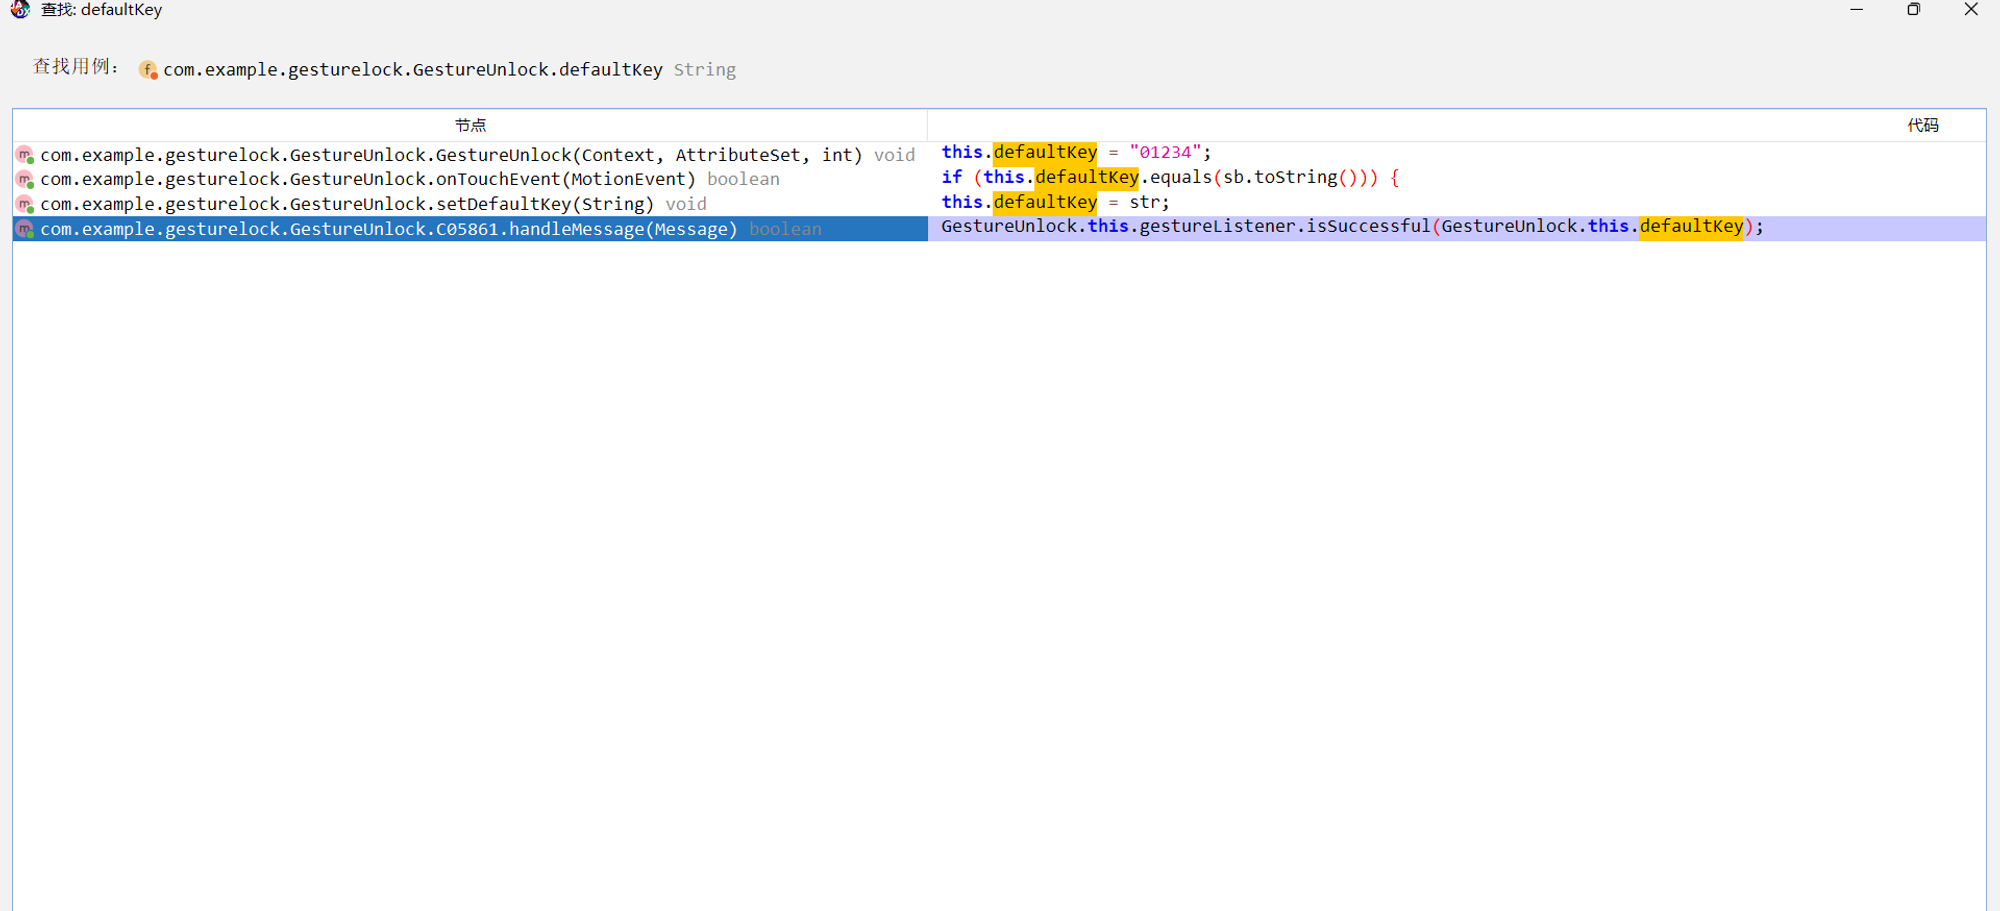 查找: defaultKey
查找用例: com.example.gesturelock.GestureUnlock.defaultKey String
节点 代码
com.example.gesturelock.GestureUnlock.GestureUnlock(Context, AttributeSet, int) void this.defaultKey = "01234";
com.example.gesturelock.GestureUnlock.onTouchEvent(MotionEvent) boolean if (this.defaultKey.equals(sb.toString())) {
com.example.gesturelock.GestureUnlock.setDefaultKey(String) void this.defaultKey = str;
com.example.gesturelock.GestureUnlock.C05861.handleMessage(Message) boolean GestureUnlock.this.gestureListener.isSuccessful(GestureUnlock.this.defaultKey);